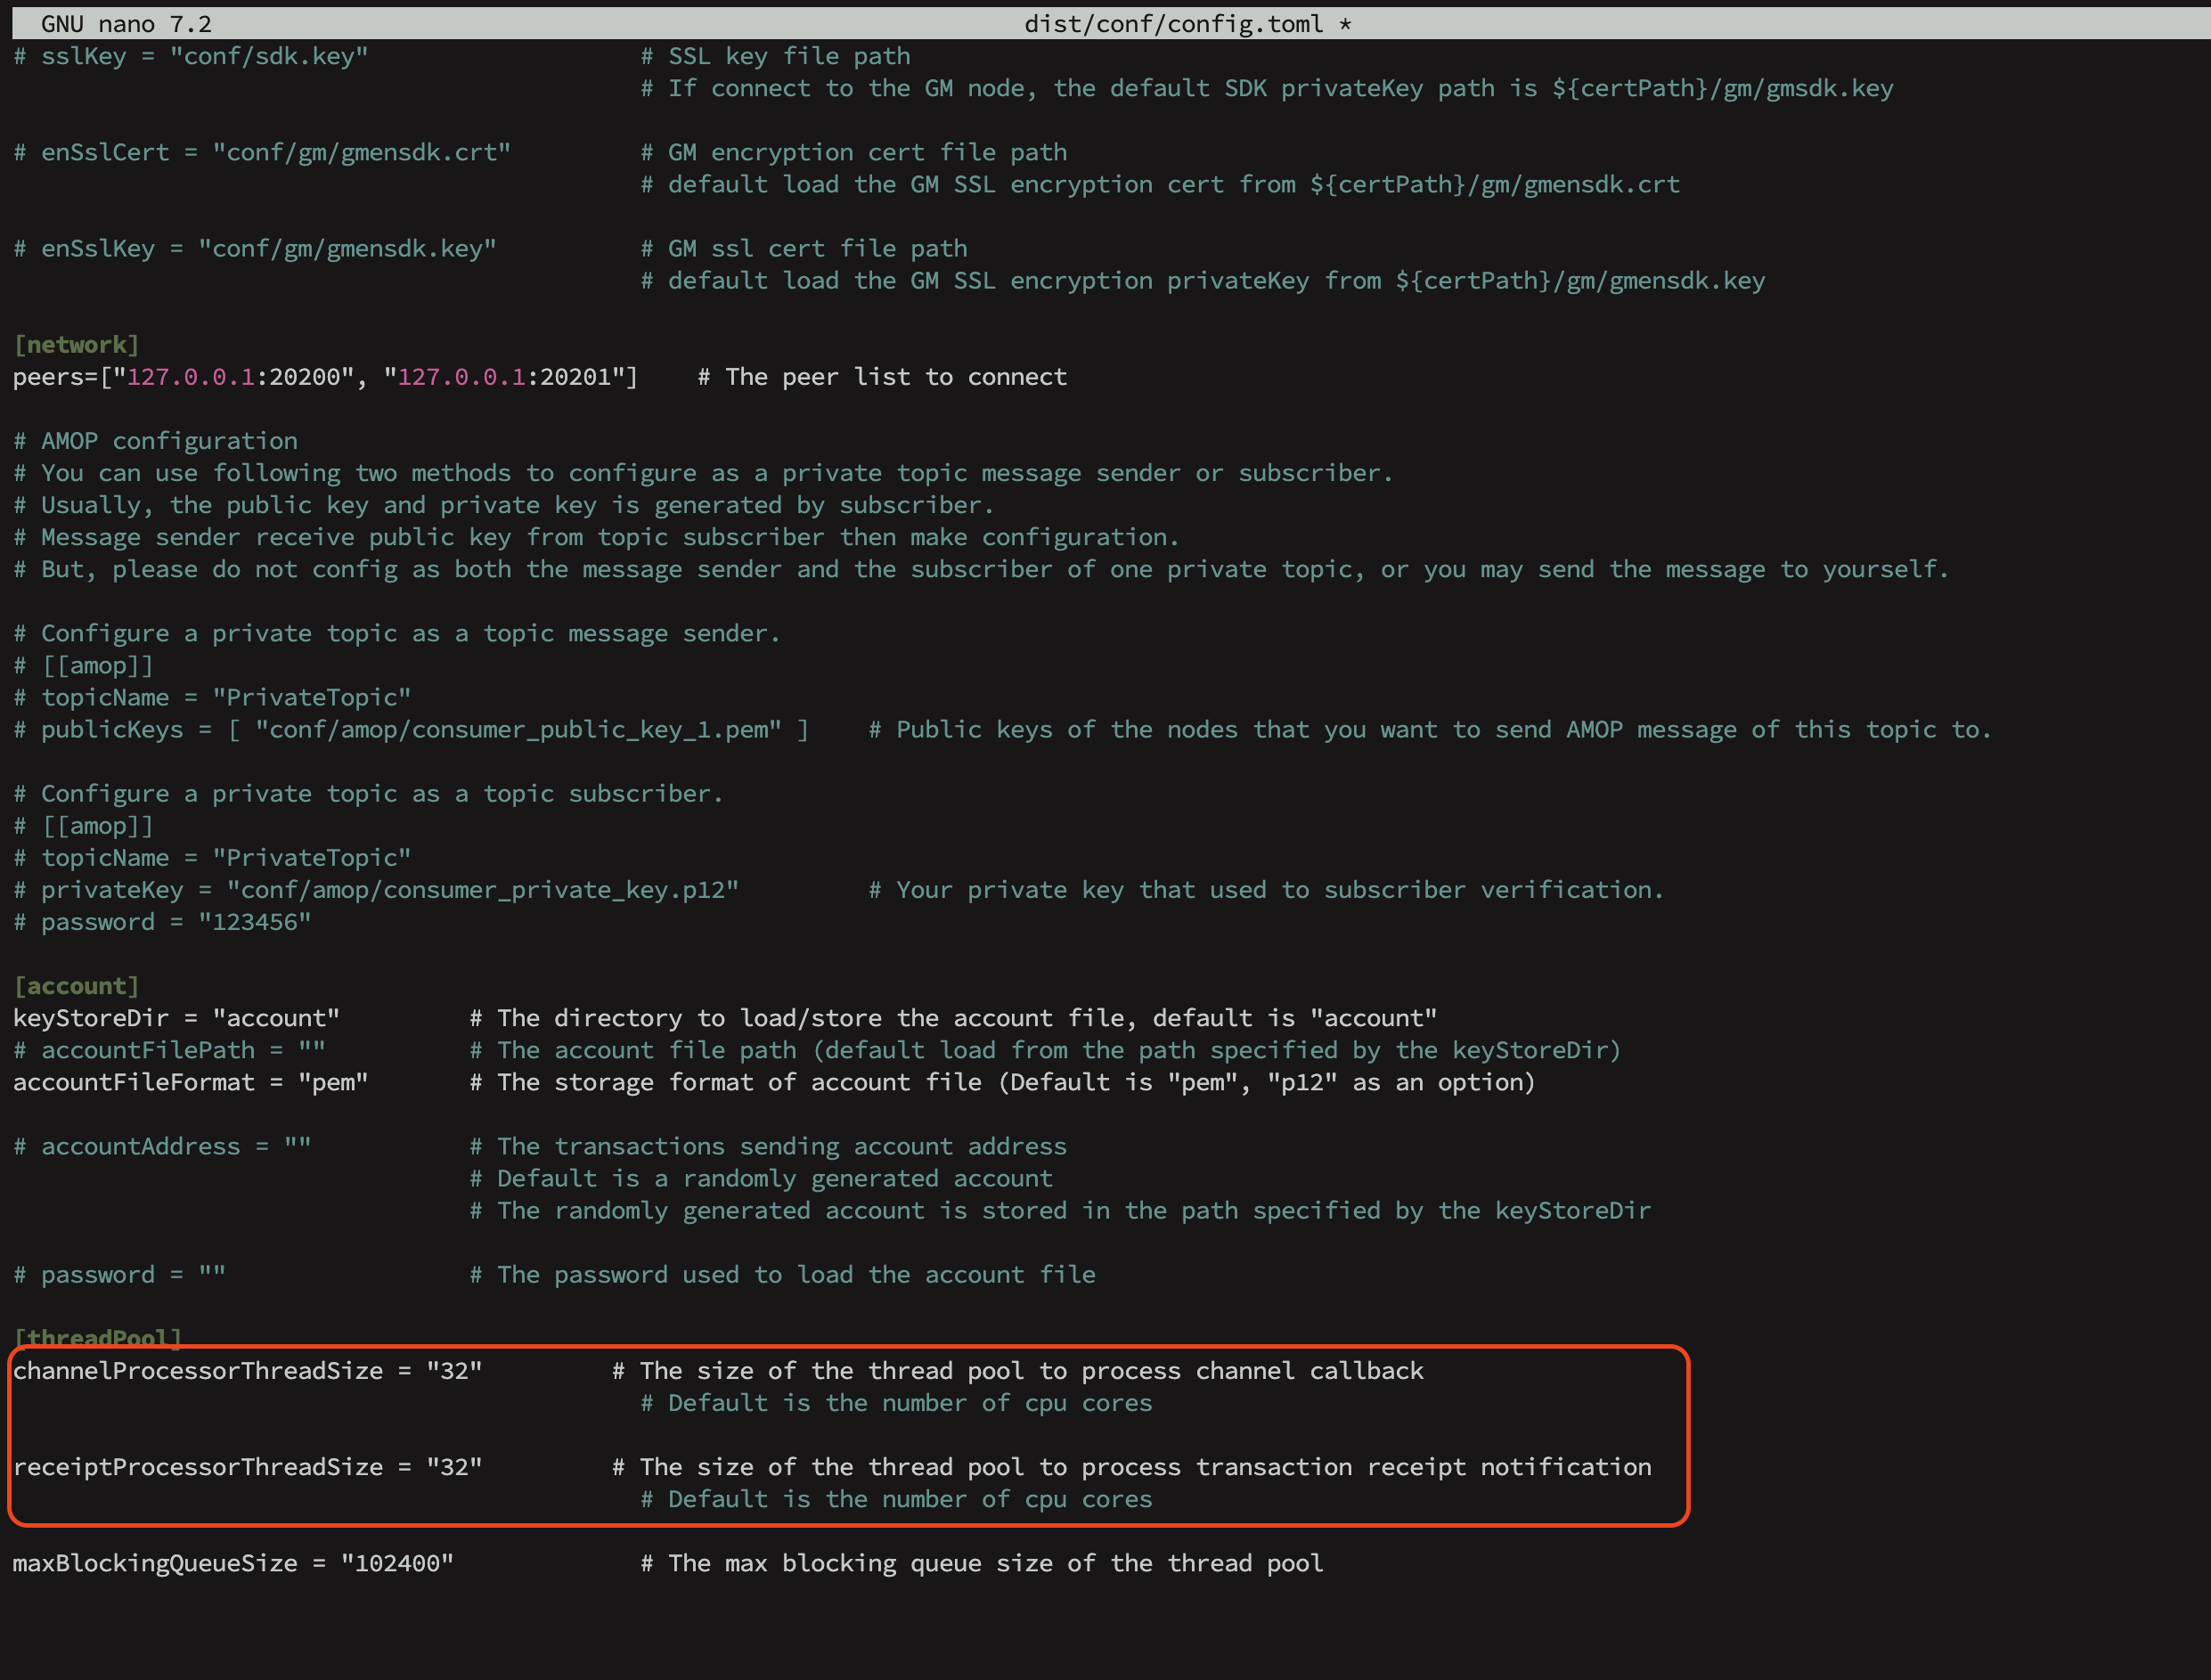 GNU nano 7.2 dist/conf/config.toml *
# sslKey = "conf/sdk.key" # SSL key file path
# If connect to the GM node, the default SDK privateKey path is ${certPath}/gm/gmsdk.key
# enSslCert = "conf/gm/gmensdk.crt" # GM encryption cert file path
# default load the GM SSL encryption cert from ${certPath}/gm/gmensdk.crt
# enSslKey = "conf/gm/gmensdk.key" # GM ssl cert file path
# default load the GM SSL encryption privateKey from ${certPath}/gm/gmensdk.key
[network]
peers=["127.0.0.1:20200", "127.0.0.1:20201"] # The peer list to connect
# AMOP configuration
# You can use following two methods to configure as a private topic message sender or subscriber.
# Usually, the public key and private key is generated by subscriber.
# Message sender receive public key from topic subscriber then make configuration.
# But, please do not config as both the message sender and the subscriber of one private topic, or you may send the message to yourself.
# Configure a private topic as a topic message sender.
# [[amop]]
# topicName = "PrivateTopic"
# publicKeys = [ "conf/amop/consumer_public_key_1.pem" ] # Public keys of the nodes that you want to send AMOP message of this topic to.
# Configure a private topic as a topic subscriber.
# [[amop]]
# topicName = "PrivateTopic"
# privateKey = "conf/amop/consumer_private_key.p12" # Your private key that used to subscriber verification.
# password = "123456"
[account]
keyStoreDir = "account" # The directory to load/store the account file, default is "account"
# accountFilePath = "" # The account file path (default load from the path specified by the keyStoreDir)
accountFileFormat = "pem" # The storage format of account file (Default is "pem", "p12" as an option)
# accountAddress = "" # The transactions sending account address
# Default is a randomly generated account
# The randomly generated account is stored in the path specified by the keyStoreDir
# password = "" # The password used to load the account file
[threadPool]
channelProcessorThreadSize = "32" # The size of the thread pool to process channel callback
# Default is the number of cpu cores
receiptProcessorThreadSize = "32" # The size of the thread pool to process transaction receipt notification
# Default is the number of cpu cores
maxBlockingQueueSize = "102400" # The max blocking queue size of the thread pool